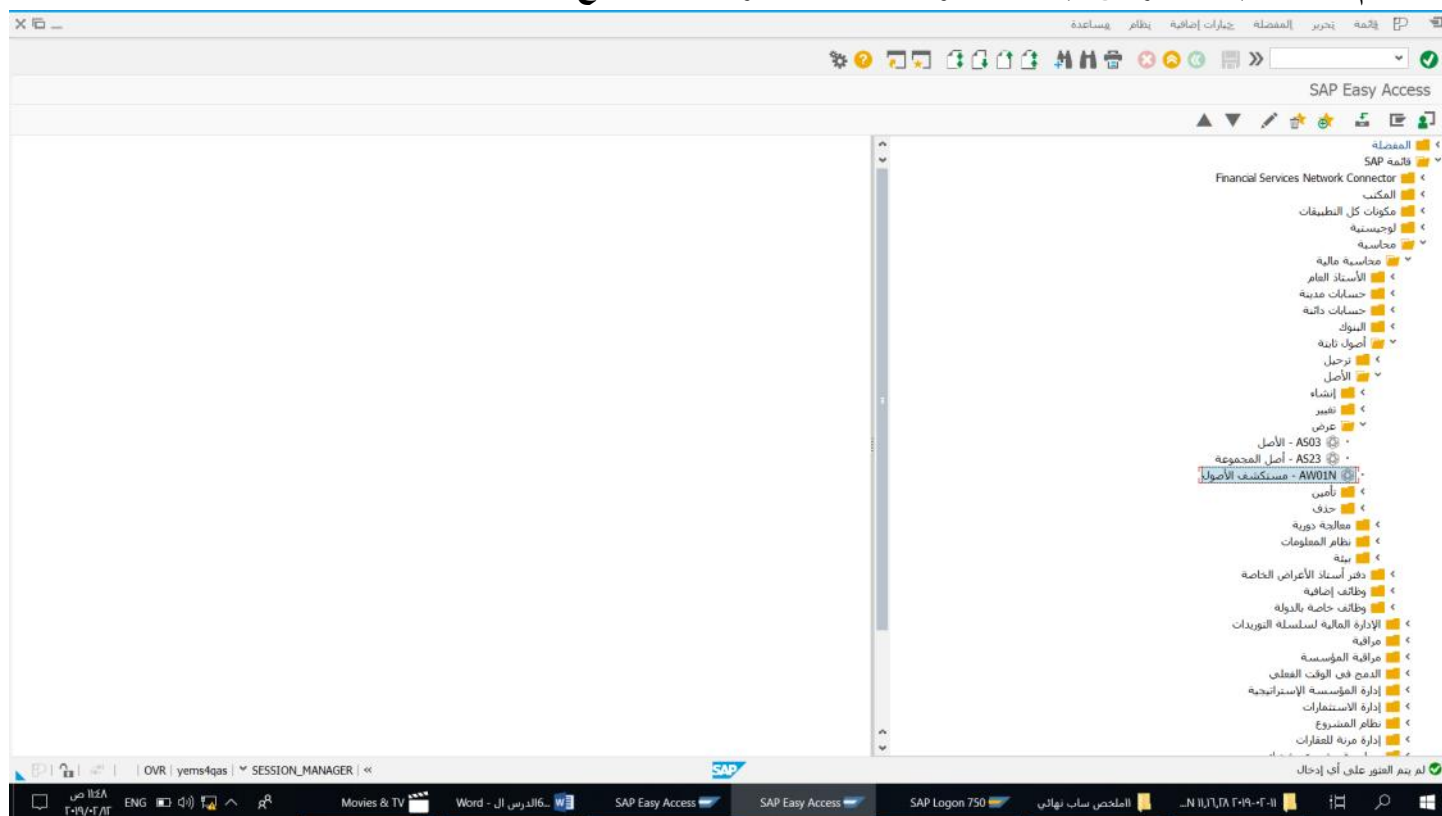 قائمة تحرير المفضلة خيارات إضافية نظام مساعدة
SAP Easy Access
المفضلة
قائمة SAP
Financial Services Network Connector
المكتب
مكونات كل التطبيقات
لوجيستية
محاسبة
محاسبة مالية
الأستاذ العام
حسابات مدينة
حسابات دائنة
البنوك
أصول ثابتة
ترحيل
الأصل
إنشاء
تغيير
عرض
AS03 - الأصل
AS23 - أصل المجموعة
AW01N - مستكشف الأصول
تأمين
حذف
معالجة دورية
نظام المعلومات
بيئة
دفتر أستاذ الأغراض الخاصة
وظائف إضافية
وظائف خاصة بالدولة
الإدارة المالية لسلسلة التوريدات
مراقبة
مراقبة المؤسسة
الدمج في الوقت الفعلي
إدارة المؤسسة الإستراتيجية
إدارة الاستثمارات
نظام المشروع
إدارة مرنة للعقارات
لم يتم العثور على أي إدخال
SAP
SESSION_MANAGER
yems4qas
OVR
SAP Logon 750
SAP Easy Access
SAP Easy Access
6الدرس ال... - Word
Movies & TV
ENG
١١:٤٨ ص